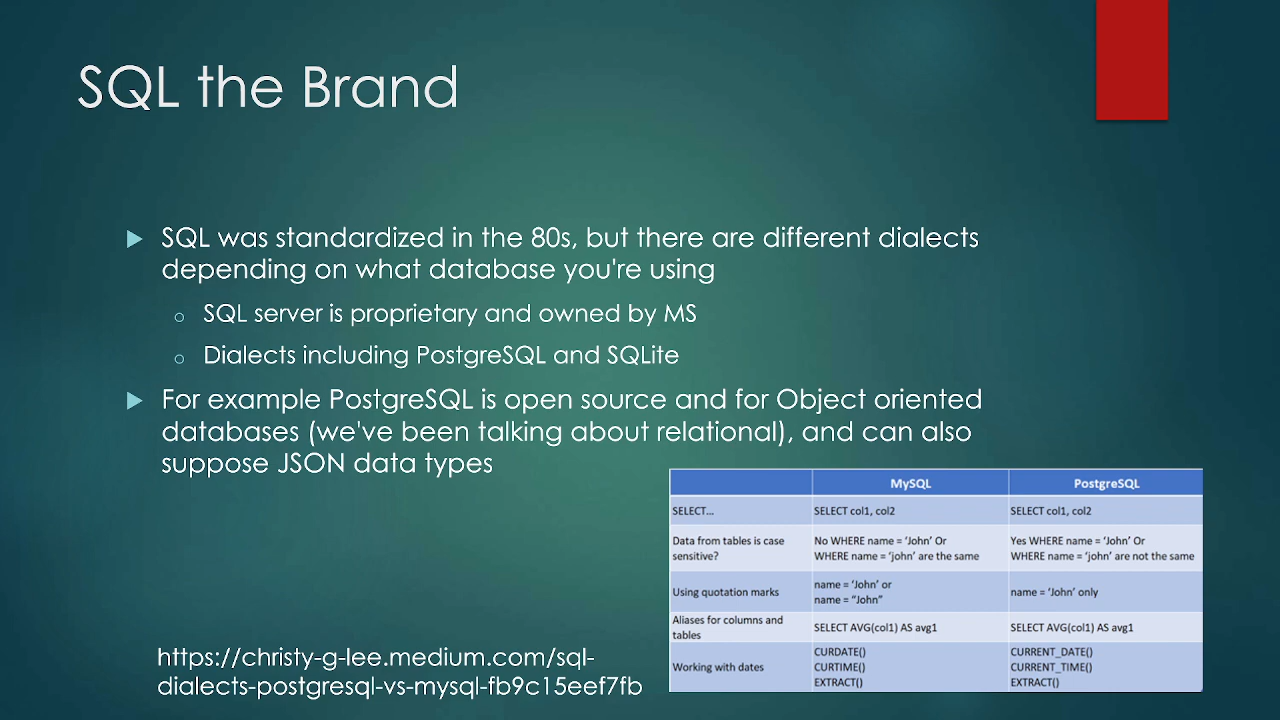 SQL the Brand
SQL was standardized in the 80s, but there are different dialects
depending on what database you're using
SQL server is proprietary and owned by MS
Dialects including PostgreSQL and SQLite
For example PostgreSQL is open source and for Object oriented
databases (we've been talking about relational), and can also
suppose JSON data types
MySQL PostgreSQL
SELECT... SELECT col1, col2 SELECT col1, col2
Data from tables is case No WHERE name = ‘John’ Or Yes WHERE name = ‘John’ Or
sensitive? WHERE name = ‘john’ are the same WHERE name = ‘john’ are not the same
name = ‘John’ or
Using quotation marks name = ‘John’ only
name = “John”
Aliases for columns and
SELECT AVG(col1) AS avg1 SELECT AVG(col1) AS avg1
tables
CURDATE() CURRENT_DATE()
Working with dates CURTIME() CURRENT_TIME()
EXTRACT() EXTRACT()
https://christy-g-lee.medium.com/sql-
dialects-postgresql-vs-mysql-fb9c15eef7fb